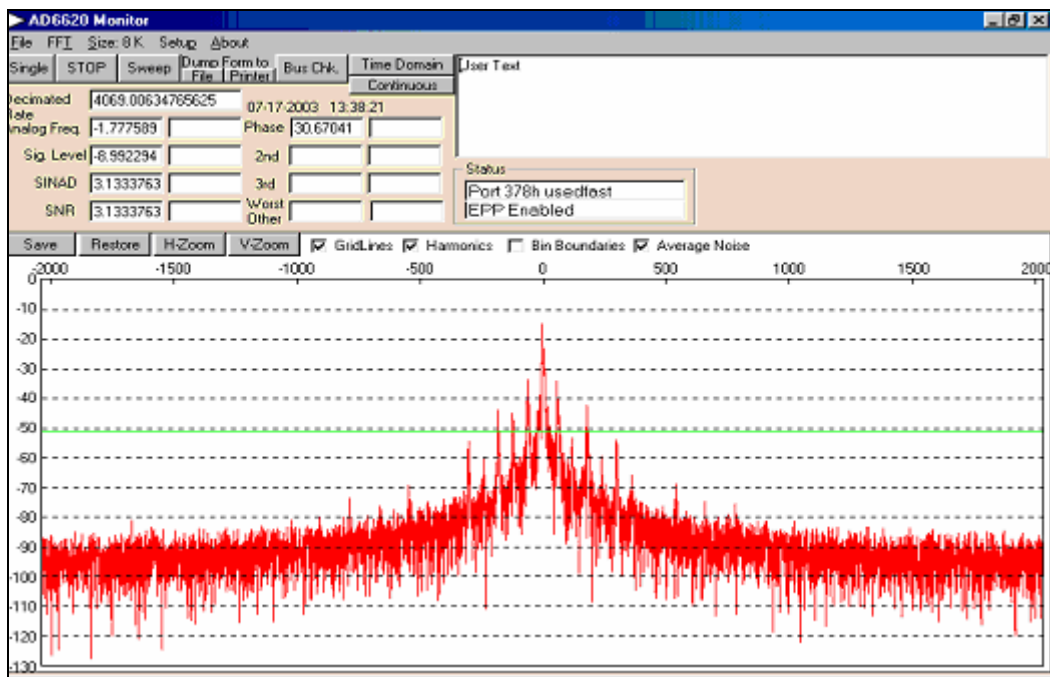 AD6620 Monitor
File FFT Size: 8 K Setup About
Single STOP Sweep Dump File Form to Printer Bus Chk. Time Domain Continuous
User Text
Decimated Rate 4069.00634765625 07-17-2003 13:38:21
Analog Freq. -1.777589 Phase 30.67041
Sig. Level -8.992294 2nd
SINAD 3.1333763 3rd
SNR 3.1333763 Worst Other
Status
Port 378h usedfast
EPP Enabled
Save Restore H-Zoom V-Zoom GridLines Harmonics Bin Boundaries Average Noise
-2000 -1500 -1000 -500 0 500 1000 1500 2000
0
-10
-20
-30
-40
-50
-60
-70
-80
-90
-100
-110
-120
-130